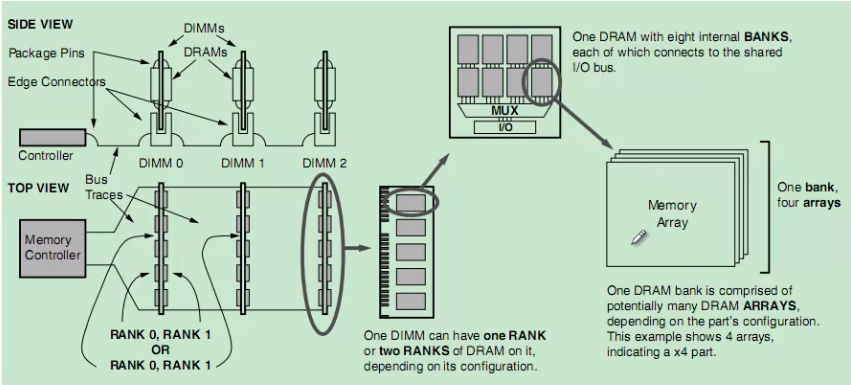 SIDE VIEW
DIMMs
Package Pins
DRAMs
Edge Connectors
Controller
DIMM 0
DIMM 1
DIMM 2
TOP VIEW
Bus
Traces
Memory
Controller
RANK 0, RANK 1
OR
RANK 0, RANK 1
One DIMM can have one RANK
or two RANKS of DRAM on it,
depending on its configuration.
MUX
I/O
One DRAM with eight internal BANKS,
each of which connects to the shared
I/O bus.
Memory
Array
One bank,
four arrays
One DRAM bank is comprised of
potentially many DRAM ARRAYS,
depending on the part's configuration.
This example shows 4 arrays,
indicating a x4 part.